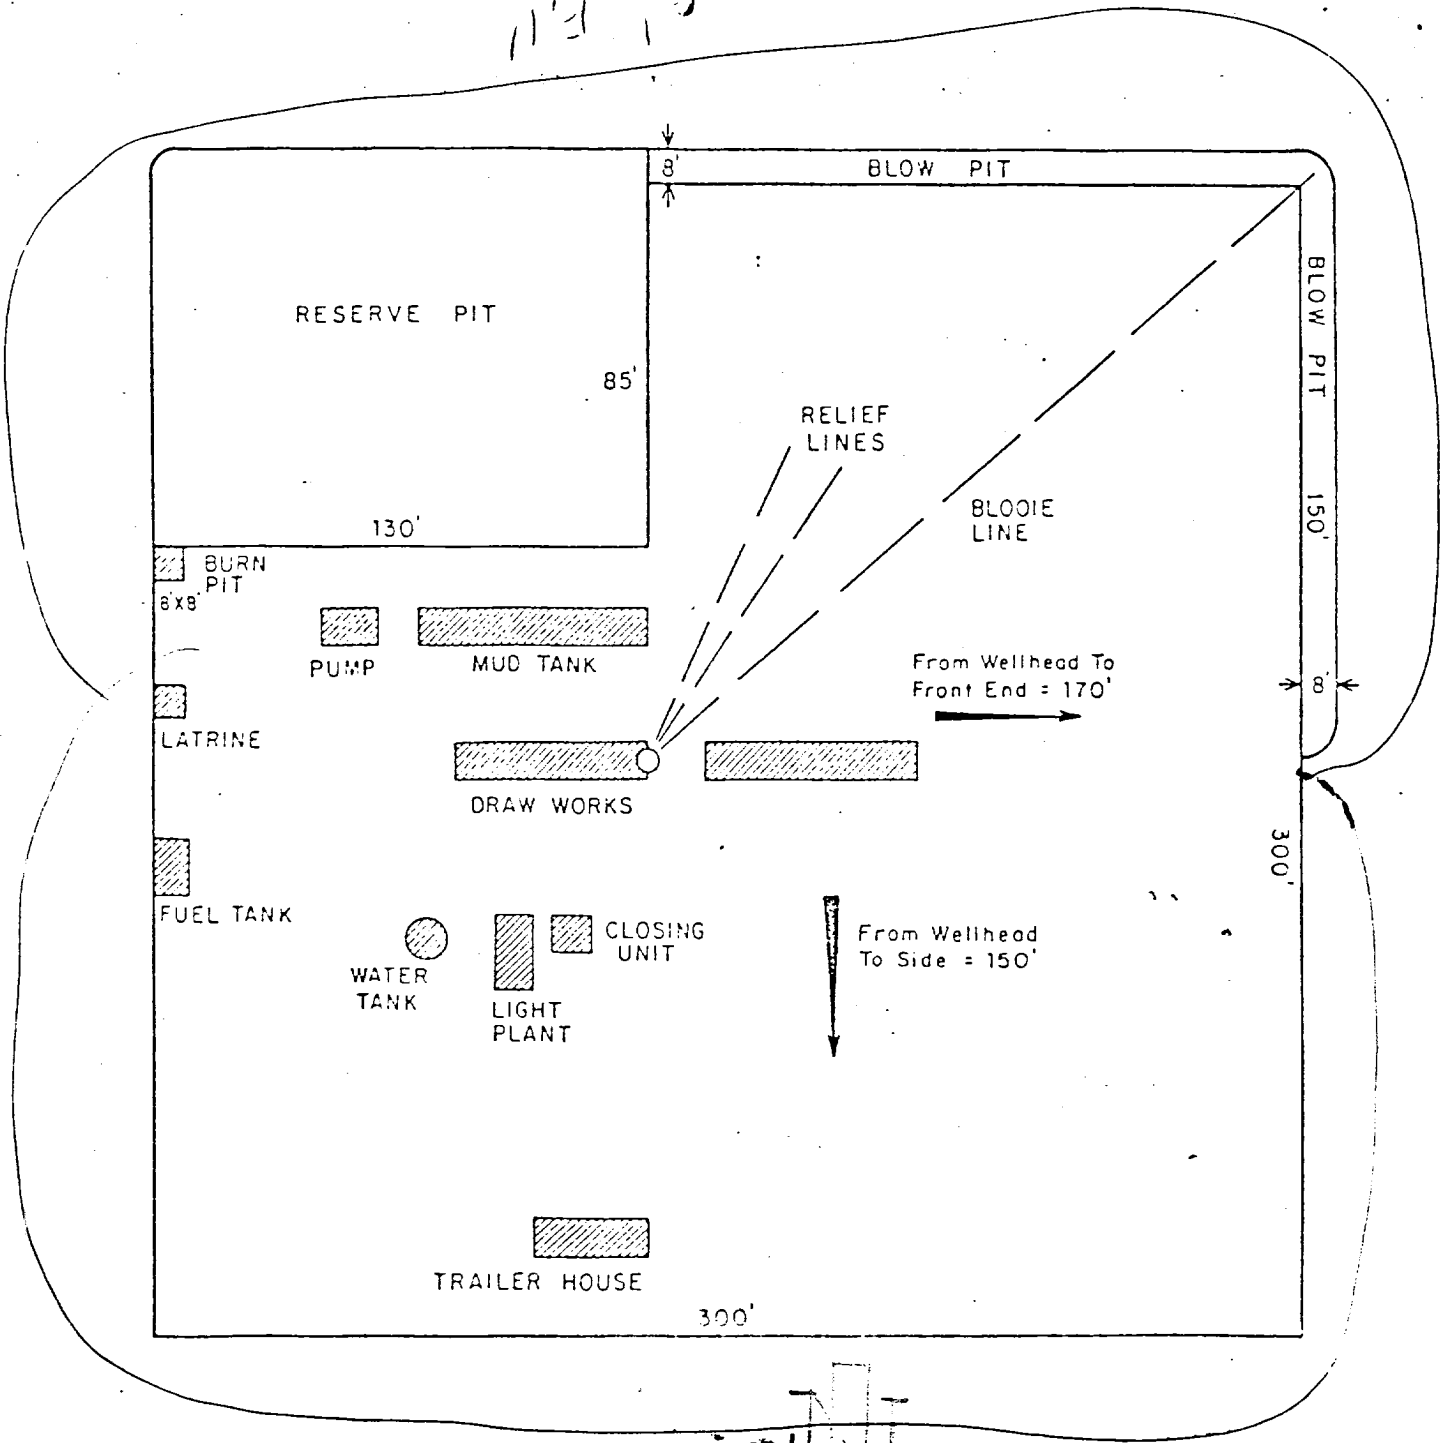 8'
BLOW PIT
RESERVE PIT
85'
130'
BLOW PIT
150'
RELIEF
LINES
BLOOIE
LINE
BURN
PIT
8'X8'
PUMP
MUD TANK
From Wellhead To
Front End = 170'
8'
LATRINE
DRAW WORKS
300'
FUEL TANK
WATER
TANK
LIGHT
PLANT
CLOSING
UNIT
From Wellhead
To Side = 150'
TRAILER HOUSE
300'